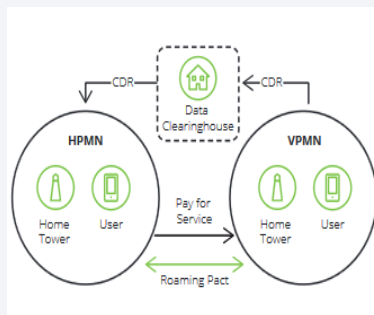 CDR
CDR
Data
Clearinghouse
HPMN
VPMN
Home
Tower
User
Pay for
Service
Home
Tower
User
Roaming Pact